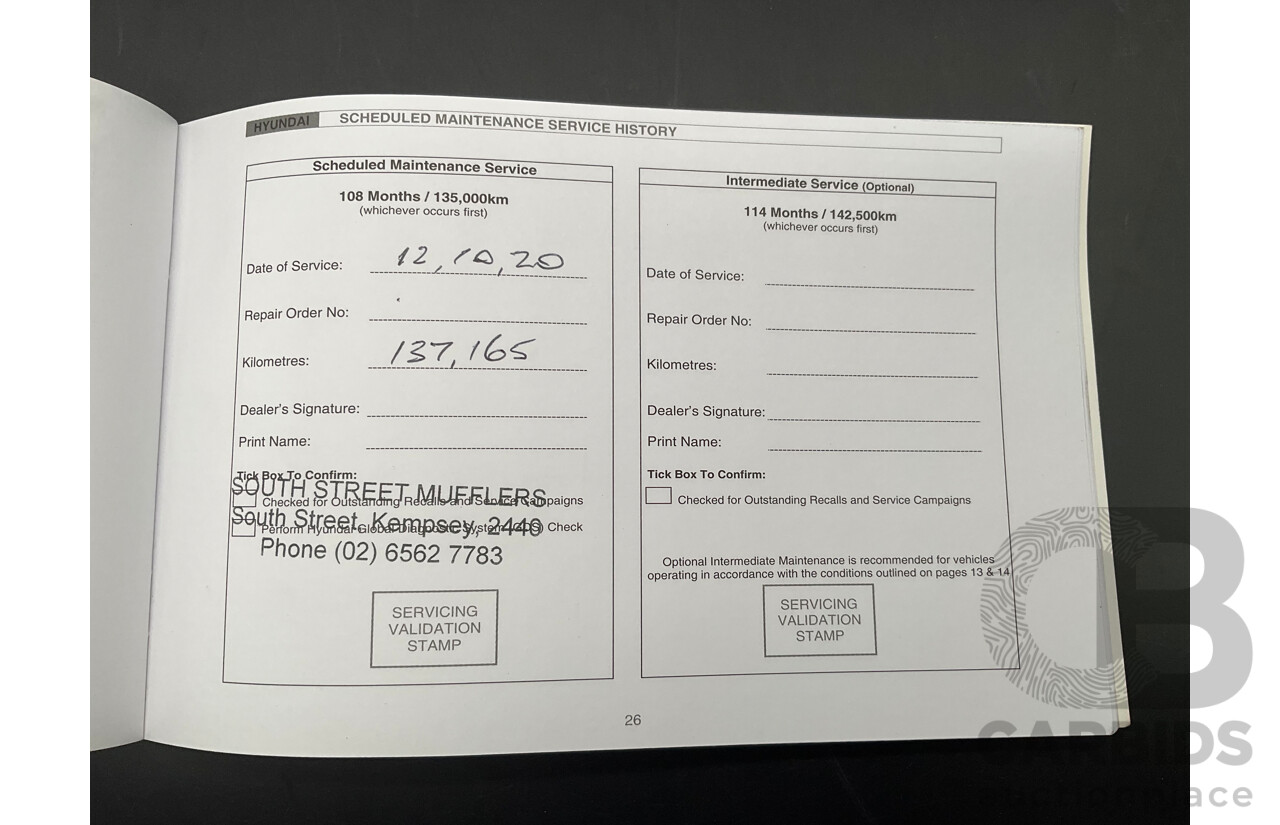 HYUNDAI SCHEDULED MAINTENANCE SERVICE HISTORY
Scheduled Maintenance Service
108 Months / 135,000km
(whichever occurs first)
Date of Service: 12, 10, 20
Repair Order No:
Kilometres: 137,165
Dealer's Signature:
Print Name:
Tick Box To Confirm:
SOUTH STREET MUFFLERS
Checked for Outstanding Recalls and Service Campaigns
South Street, Kempsey, 2440
Perform Hyundai Global Diagnostic System (GDS) Check
Phone (02) 6562 7783
SERVICING
VALIDATION
STAMP
Intermediate Service (Optional)
114 Months / 142,500km
(whichever occurs first)
Date of Service:
Repair Order No:
Kilometres:
Dealer's Signature:
Print Name:
Tick Box To Confirm:
Checked for Outstanding Recalls and Service Campaigns
Optional Intermediate Maintenance is recommended for vehicles
operating in accordance with the conditions outlined on pages 13 & 14
SERVICING
VALIDATION
STAMP
26
CB
CARBIDS